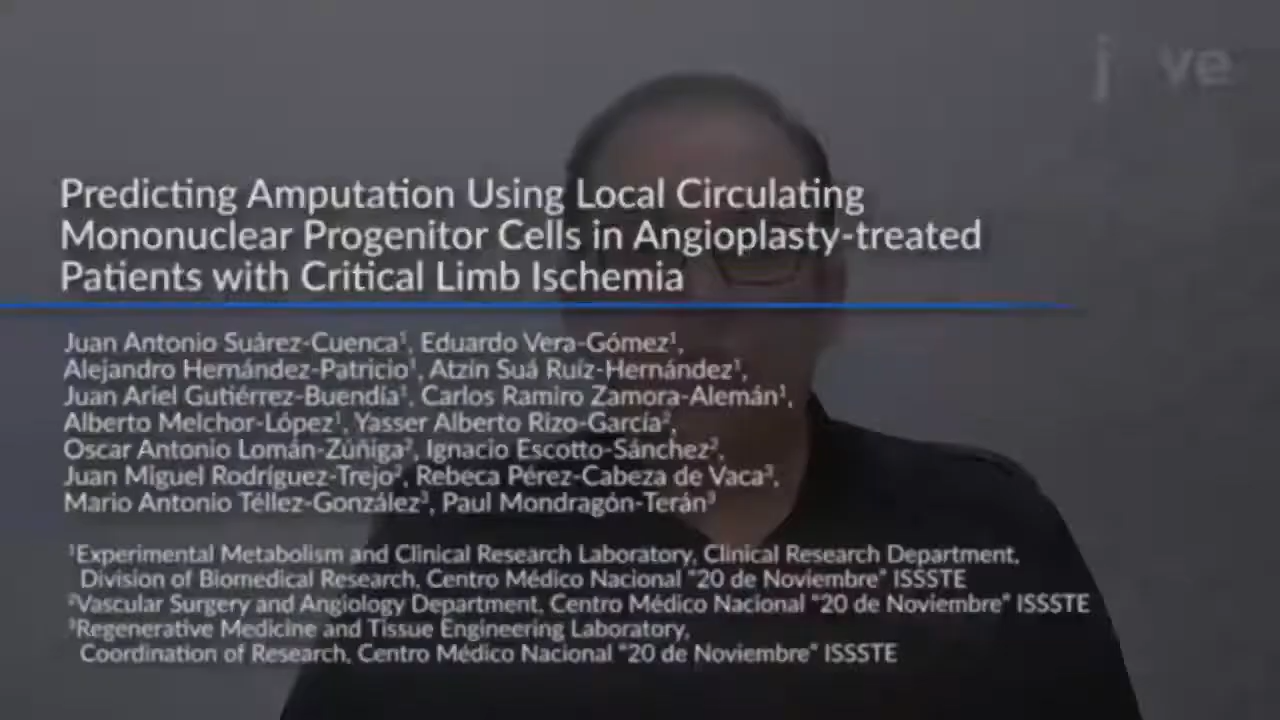 j ve
Predicting Amputation Using Local Circulating
Mononuclear Progenitor Cells in Angioplasty-treated
Patients with Critical Limb Ischemia
Juan Antonio Suárez-Cuenca¹, Eduardo Vera-Gómez¹,
Alejandro Hernández-Patricio¹, Atzín Suá Ruíz-Hernández¹,
Juan Ariel Gutiérrez-Buendía¹, Carlos Ramiro Zamora-Alemán¹,
Alberto Melchor-López¹, Yasser Alberto Rizo-García²,
Oscar Antonio Lomán-Zúñiga², Ignacio Escotto-Sánchez²,
Juan Miguel Rodríguez-Trejo², Rebeca Pérez-Cabeza de Vaca³,
Mario Antonio Téllez-González³, Paul Mondragón-Terán³
¹Experimental Metabolism and Clinical Research Laboratory, Clinical Research Department,
Division of Biomedical Research, Centro Médico Nacional "20 de Noviembre" ISSSTE
²Vascular Surgery and Angiology Department, Centro Médico Nacional "20 de Noviembre" ISSSTE
³Regenerative Medicine and Tissue Engineering Laboratory,
Coordination of Research, Centro Médico Nacional "20 de Noviembre" ISSSTE